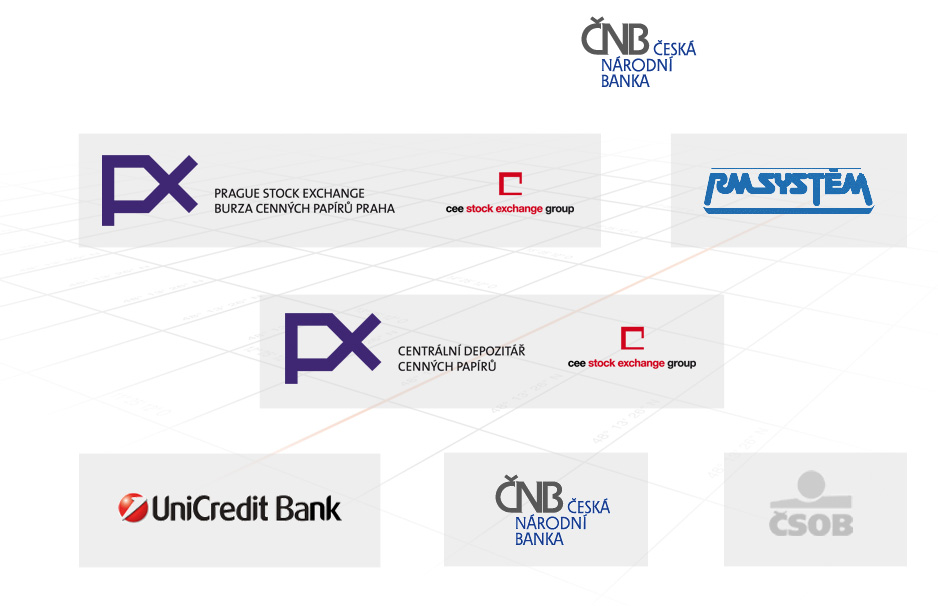 ČNB ČESKÁ
NÁRODNÍ
BANKA
PX
PRAGUE STOCK EXCHANGE
BURZA CENNÝCH PAPÍRŮ PRAHA
cee stock exchange group
RMSYSTÉM
PX
CENTRÁLNÍ DEPOZITÁŘ
CENNÝCH PAPÍRŮ
cee stock exchange group
UniCredit Bank
ČNB ČESKÁ
NÁRODNÍ
BANKA
ČSOB